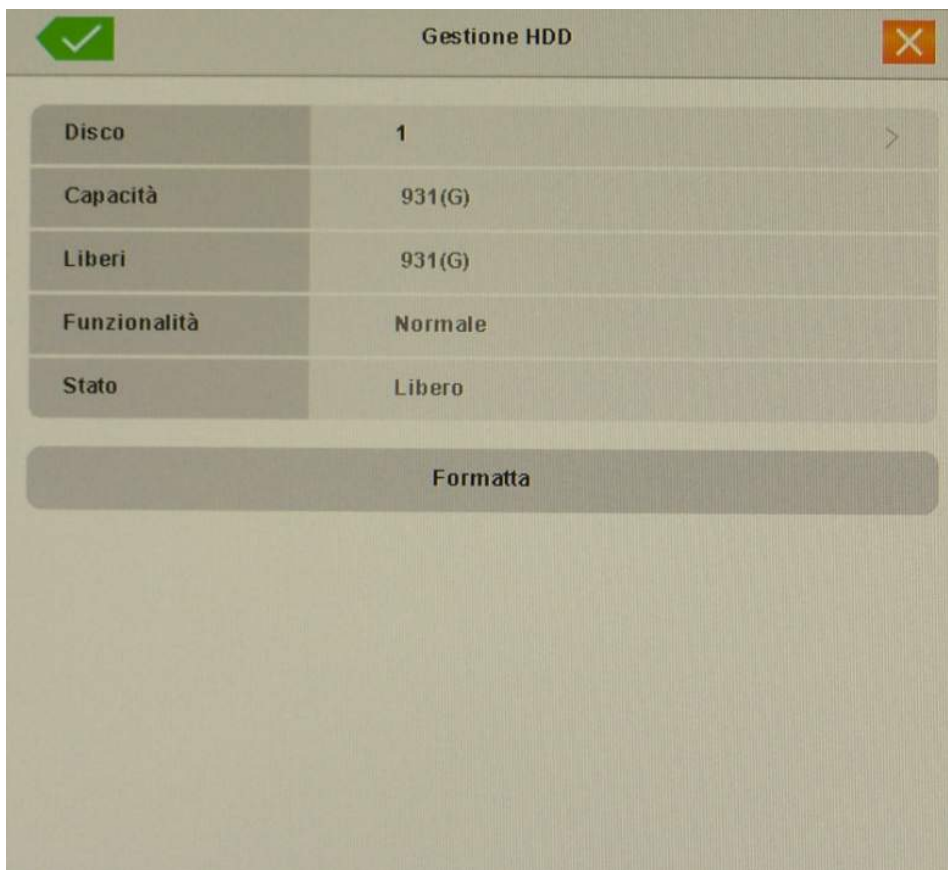 Gestione HDD
Disco 1
Capacità 931(G)
Liberi 931(G)
Funzionalità Normale
Stato Libero
Formatta